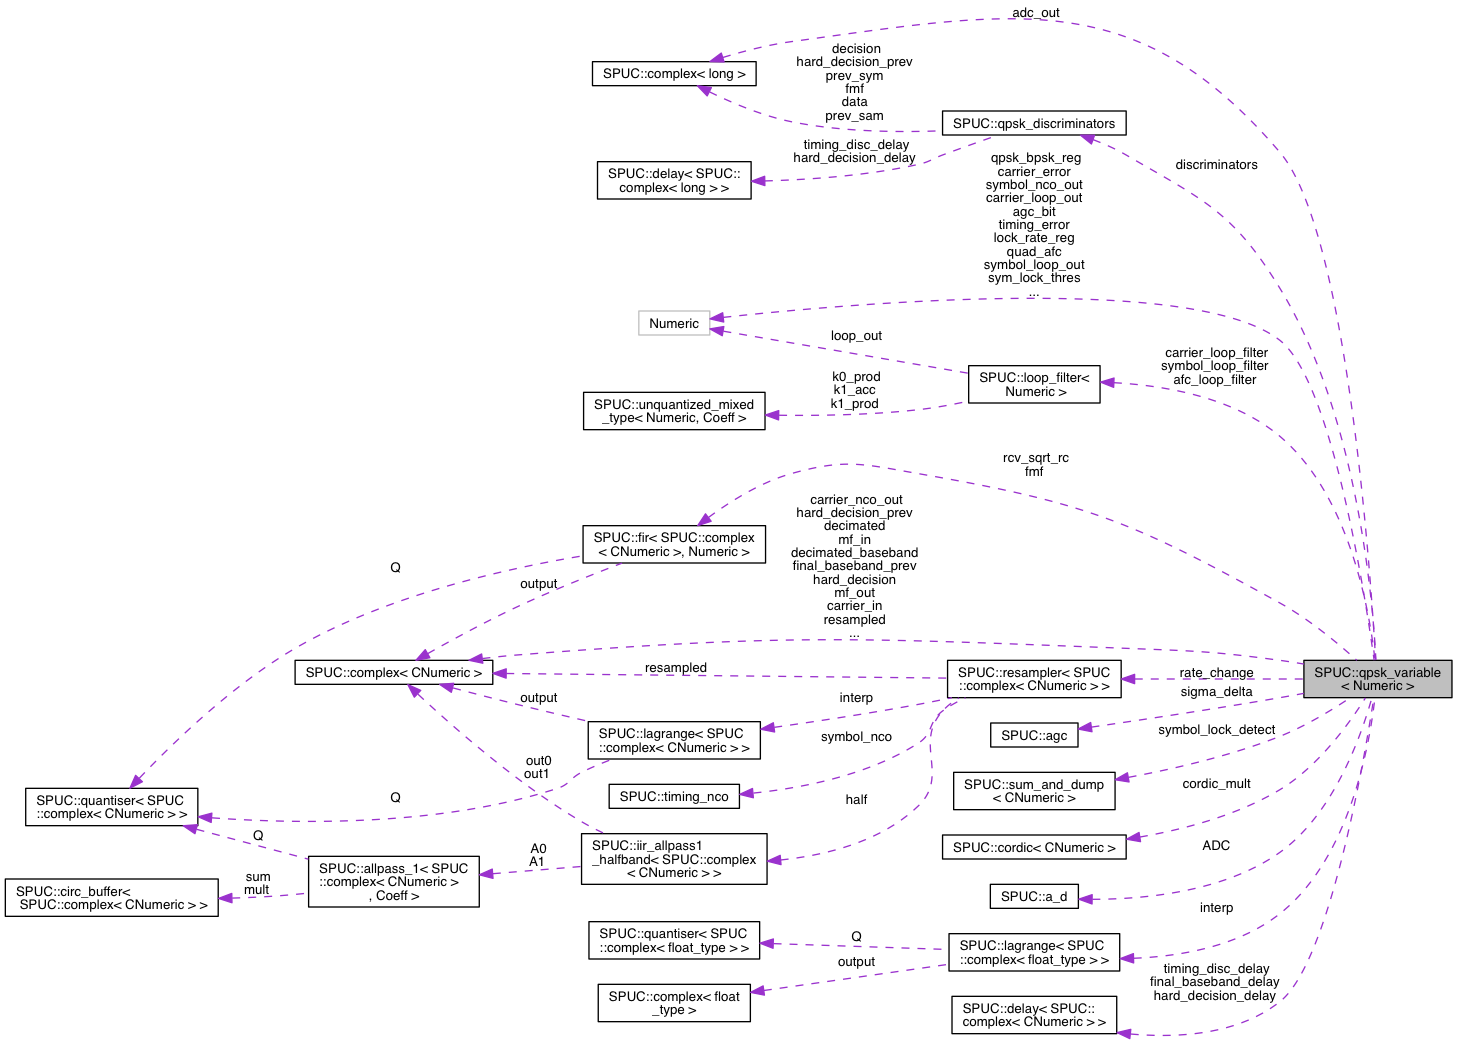 adc_out
SPUC::complex< long >
decision
hard_decision_prev
prev_sym
fmf
data
prev_sam
SPUC::qpsk_discriminators
timing_disc_delay
hard_decision_delay
SPUC::delay< SPUC::
complex< long > >
discriminators
qpsk_bpsk_reg
carrier_error
symbol_nco_out
carrier_loop_out
agc_bit
timing_error
lock_rate_reg
quad_afc
symbol_loop_out
sym_lock_thres
...
Numeric
loop_out
SPUC::loop_filter<
Numeric >
carrier_loop_filter
symbol_loop_filter
afc_loop_filter
SPUC::unquantized_mixed
_type< Numeric, Coeff >
k0_prod
k1_acc
k1_prod
rcv_sqrt_rc
fmf
SPUC::fir< SPUC::complex
< CNumeric >, Numeric >
Q
output
carrier_nco_out
hard_decision_prev
decimated
mf_in
decimated_baseband
final_baseband_prev
hard_decision
mf_out
carrier_in
resampled
...
SPUC::complex< CNumeric >
resampled
SPUC::resampler< SPUC
::complex< CNumeric > >
rate_change
SPUC::qpsk_variable
< Numeric >
sigma_delta
output
interp
SPUC::lagrange< SPUC
::complex< CNumeric > >
symbol_nco
SPUC::agc
symbol_lock_detect
out0
out1
SPUC::timing_nco
SPUC::sum_and_dump
< CNumeric >
cordic_mult
SPUC::quantiser< SPUC
::complex< CNumeric > >
Q
half
Q
A0
A1
SPUC::iir_allpass1
_halfband< SPUC::complex
< CNumeric > >
SPUC::cordic< CNumeric >
ADC
SPUC::allpass_1< SPUC
::complex< CNumeric >
, Coeff >
sum
mult
SPUC::circ_buffer<
SPUC::complex< CNumeric > >
SPUC::a_d
interp
SPUC::quantiser< SPUC
::complex< float_type > >
Q
SPUC::lagrange< SPUC
::complex< float_type > >
output
SPUC::complex< float
_type >
timing_disc_delay
final_baseband_delay
hard_decision_delay
SPUC::delay< SPUC::
complex< CNumeric > >